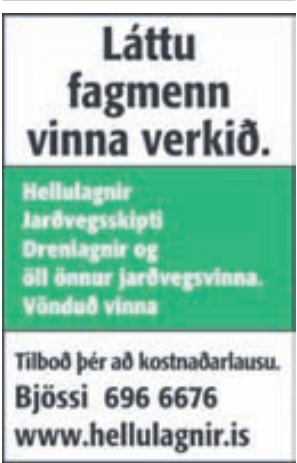 Láttu
fagmenn
vinna verkið.
Hellulagnir
Jarðvegsskipti
Drenlagnir og
öll önnur jarðvegsvinna.
Vönduð vinna
Tilboð þér að kostnaðarlausu.
Bjössi 696 6676
www.hellulagnir.is